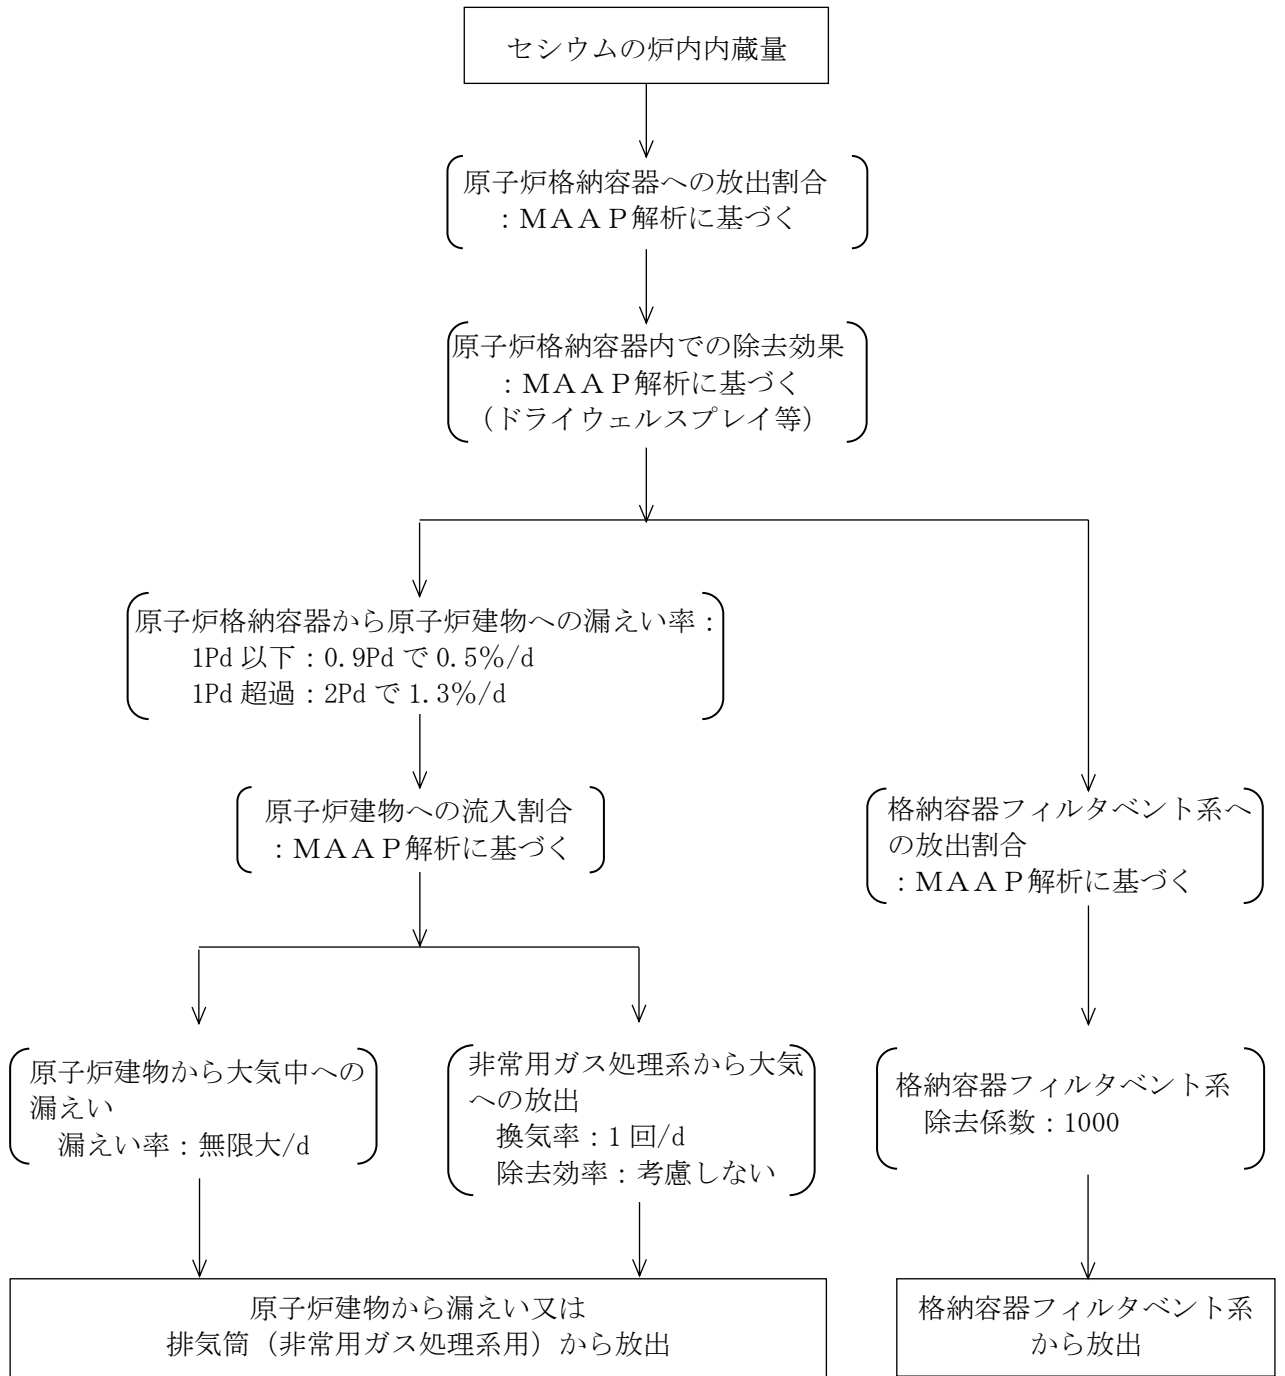 セシウムの炉内内蔵量
原子炉格納容器への放出割合
：ＭＡＡＰ解析に基づく
原子炉格納容器内での除去効果
：ＭＡＡＰ解析に基づく
（ドライウェルスプレイ等）
原子炉格納容器から原子炉建物への漏えい率：
1Pd 以下：0.9Pd で 0.5%/d
1Pd 超過：2Pd で 1.3%/d
原子炉建物への流入割合
：ＭＡＡＰ解析に基づく
格納容器フィルタベント系へ
の放出割合
：ＭＡＡＰ解析に基づく
原子炉建物から大気中への
漏えい
漏えい率：無限大/d
非常用ガス処理系から大気
への放出
換気率：1 回/d
除去効率：考慮しない
格納容器フィルタベント系
除去係数：1000
原子炉建物から漏えい又は
排気筒（非常用ガス処理系用）から放出
格納容器フィルタベント系
から放出